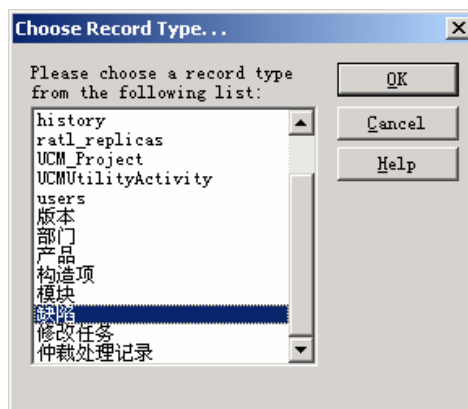 Choose Record Type...
Please choose a record type
from the following list:
history
ratl_replicas
UCM_Project
UCMUtilityActivity
users
版本
部门
产品
构造项
模块
缺陷
修改任务
仲裁处理记录
OK
Cancel
Help